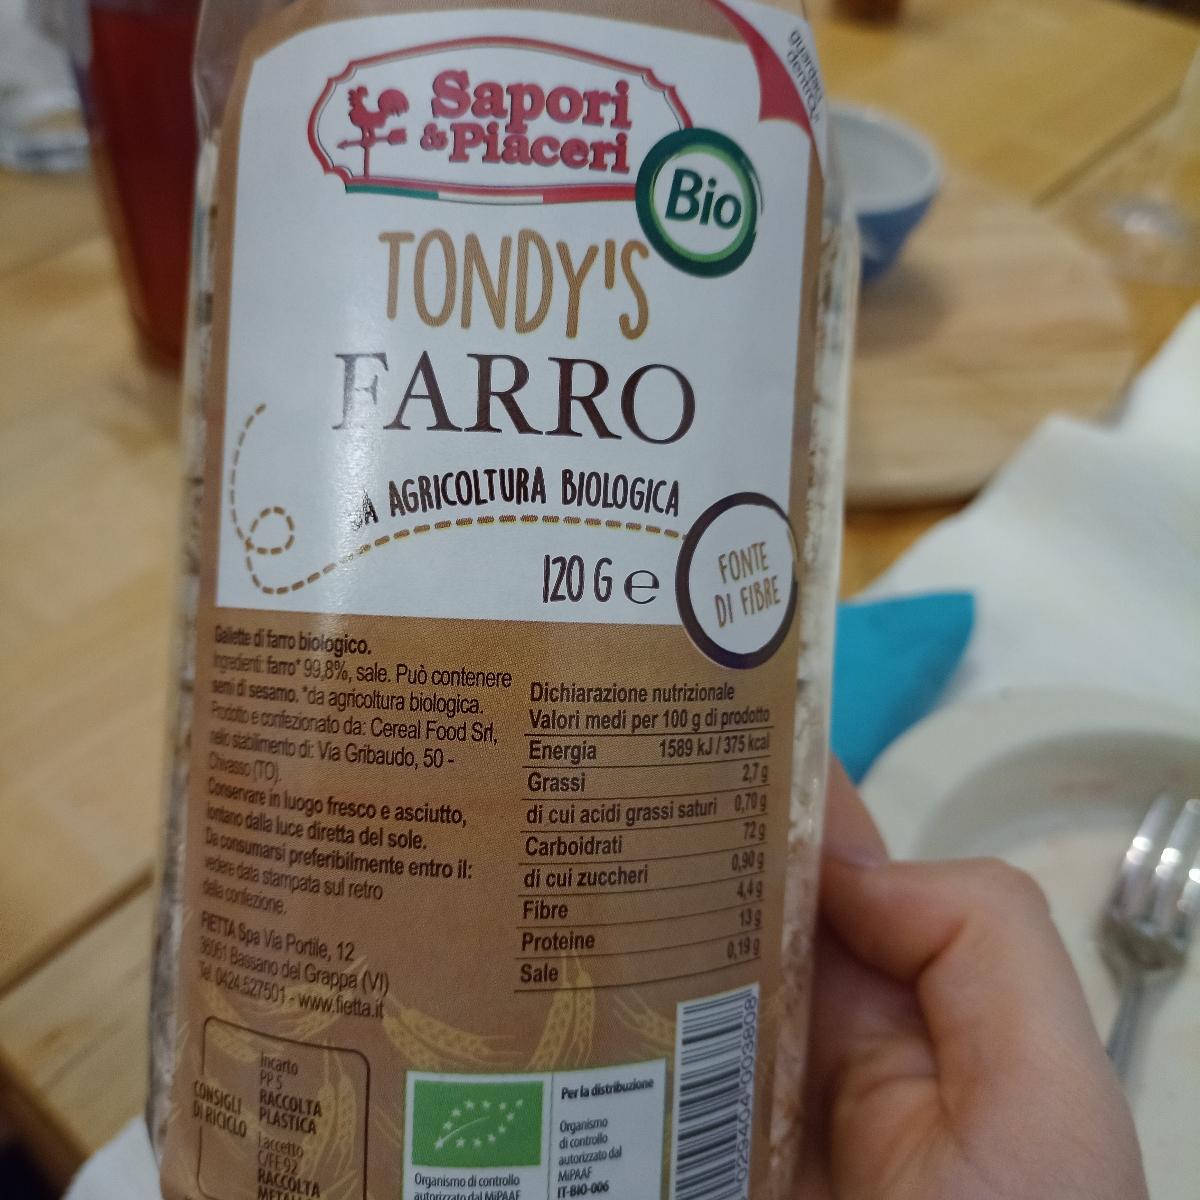 guarda
dentro!
Sapori
& Piaceri
Bio
TONDY'S
FARRO
DA AGRICOLTURA BIOLOGICA
120 G e
FONTE
DI FIBRE
Gallette di farro biologico.
Ingredienti: farro* 99,8%, sale. Può contenere
semi di sesamo. *da agricoltura biologica.
Prodotto e confezionato da: Cereal Food Srl,
nello stabilimento di: Via Gribaudo, 50 -
Chivasso (TO).
Conservare in luogo fresco e asciutto,
lontano dalla luce diretta del sole.
Da consumarsi preferibilmente entro il:
vedere data stampata sul retro
della confezione.
FIETTA Spa Via Portile, 12
36061 Bassano del Grappa (VI)
Tel. 0424.527501 - www.fietta.it
Dichiarazione nutrizionale
Valori medi per 100 g di prodotto
Energia 1589 kJ / 375 kcal
Grassi 2,7 g
di cui acidi grassi saturi 0,70 g
Carboidrati 72 g
di cui zuccheri 0,90 g
Fibre 4,4 g
Proteine 13 g
Sale 0,19 g
CONSIGLI
DI RICICLO
Incarto
PP 5
RACCOLTA
PLASTICA
Laccetto
C/FE 92
RACCOLTA
Organismo di controllo
autorizzato dal MiPAAF
Per la distribuzione
Organismo
di controllo
autorizzato dal
MiPAAF
IT-BIO-006